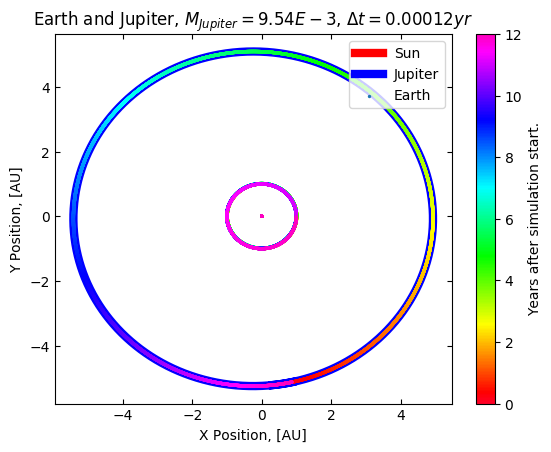 Earth and Jupiter, $M_{Jupiter} = 9.54E-3$, $\Delta t = 0.00012yr$
Sun
Jupiter
Earth
Y Position, [AU]
4
2
0
−2
−4
−4
−2
0
2
4
X Position, [AU]
12
10
8
6
4
2
0
Years after simulation start.